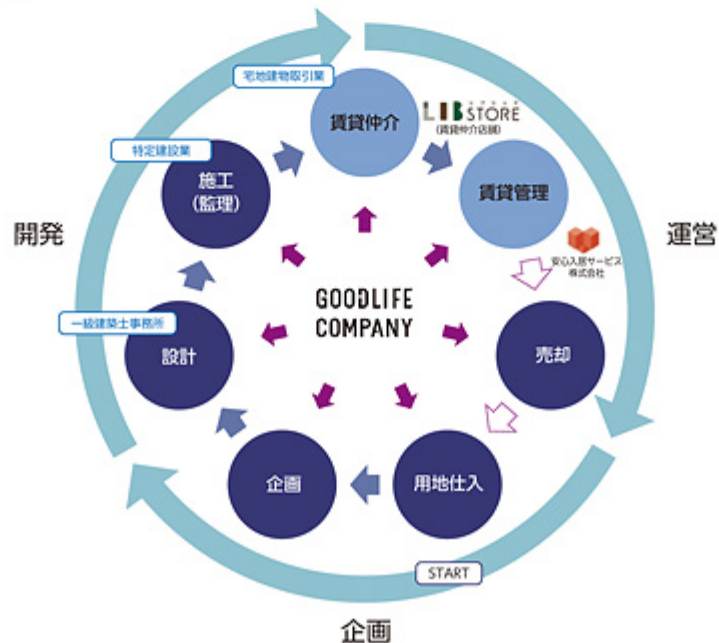 宅地建物取引業
賃貸仲介
LIBSTORE
(賃貸仲介店舗)
特定建設業
施工
(監理)
賃貸管理
開発
運営
安心入居サービス
株式会社
GOODLIFE
COMPANY
一級建築士事務所
設計
売却
企画
用地仕入
START
企画